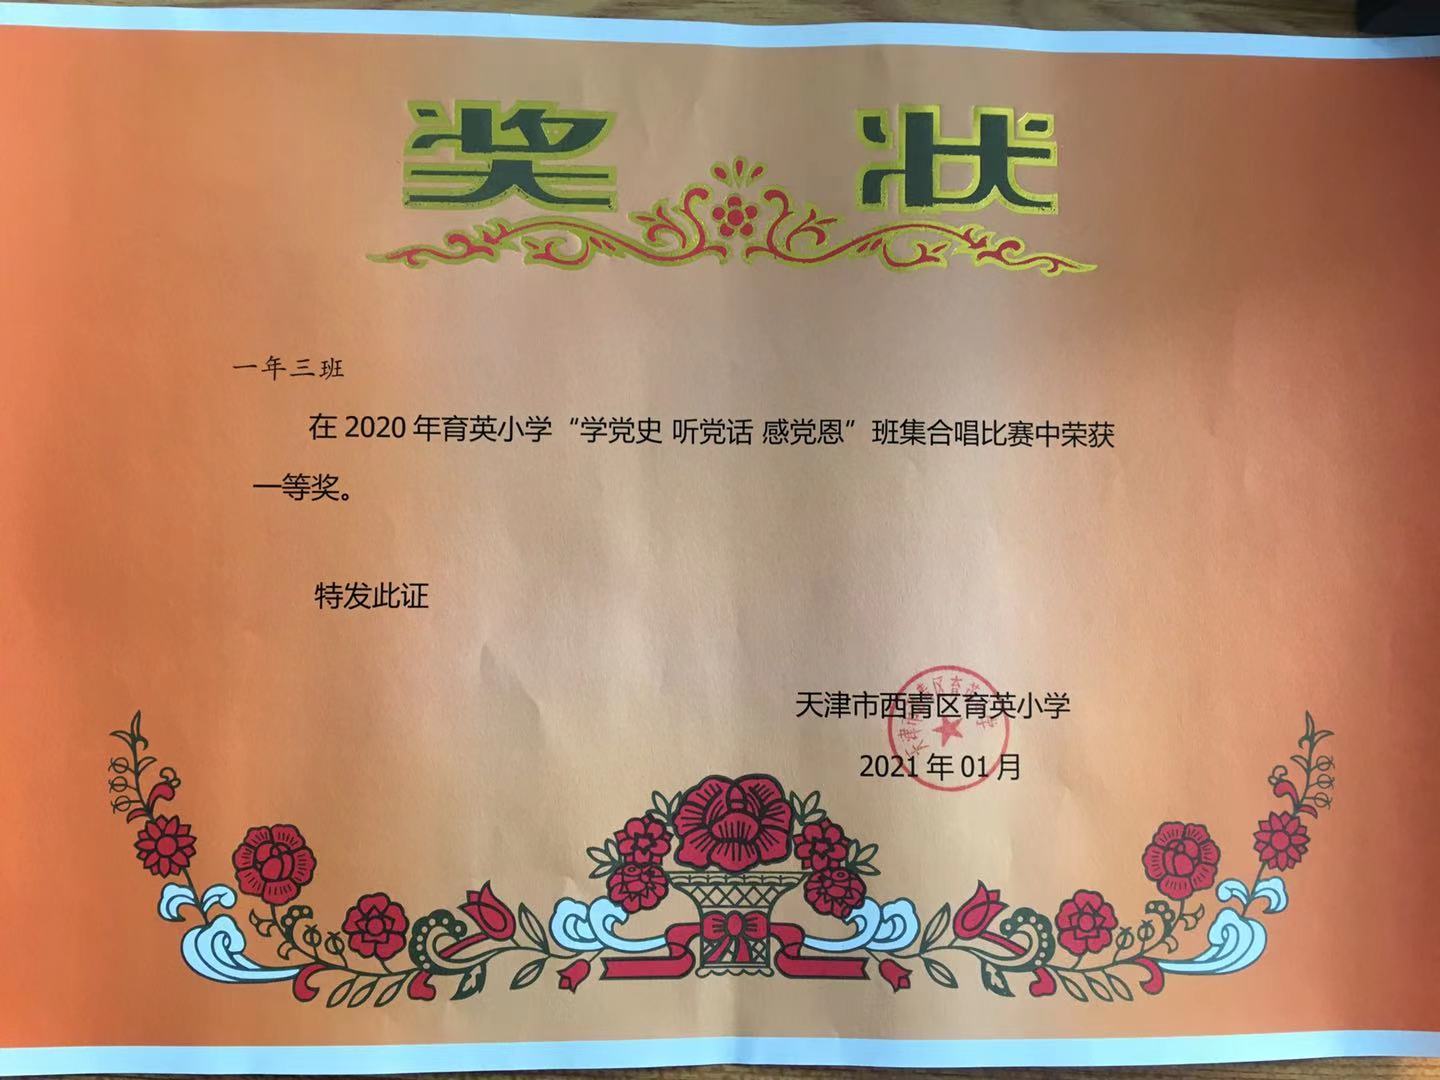 奖 状
一年三班
在 2020 年育英小学“学党史 听党话 感党恩”班集合唱比赛中荣获
一等奖。
特发此证
天津市西青区育英小学
2021 年 01 月